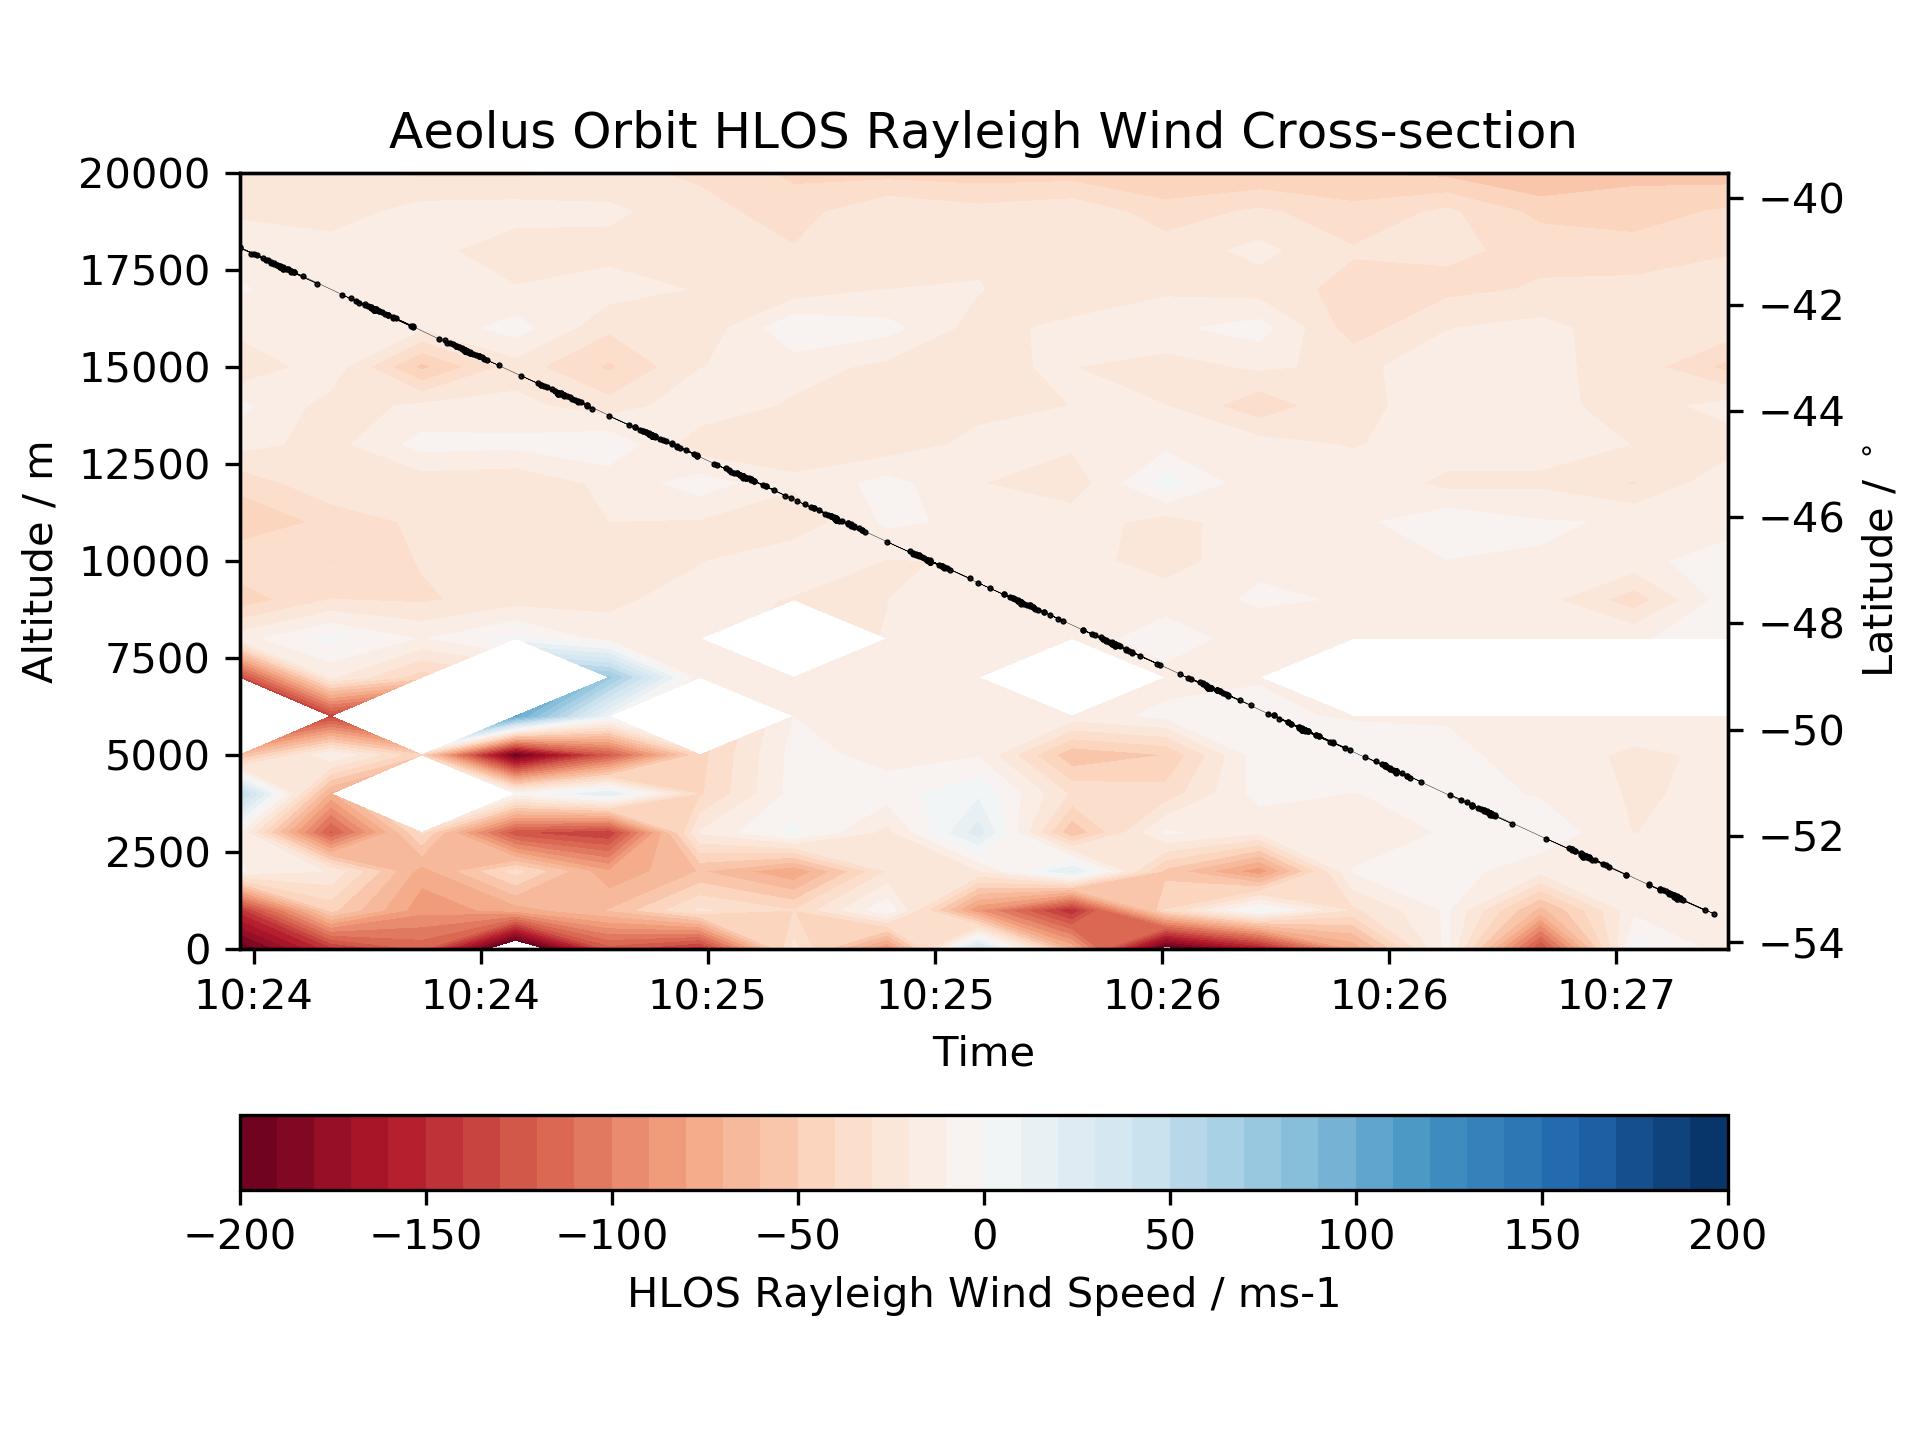 Aeolus Orbit HLOS Rayleigh Wind Cross-section
20000
17500
15000
12500
10000
7500
5000
2500
0
Altitude / m
−40
−42
−44
−46
−48
−50
−52
−54
Latitude / °
10:24 10:24 10:25 10:25 10:26 10:26 10:27
Time
−200 −150 −100 −50 0 50 100 150 200
HLOS Rayleigh Wind Speed / ms-1